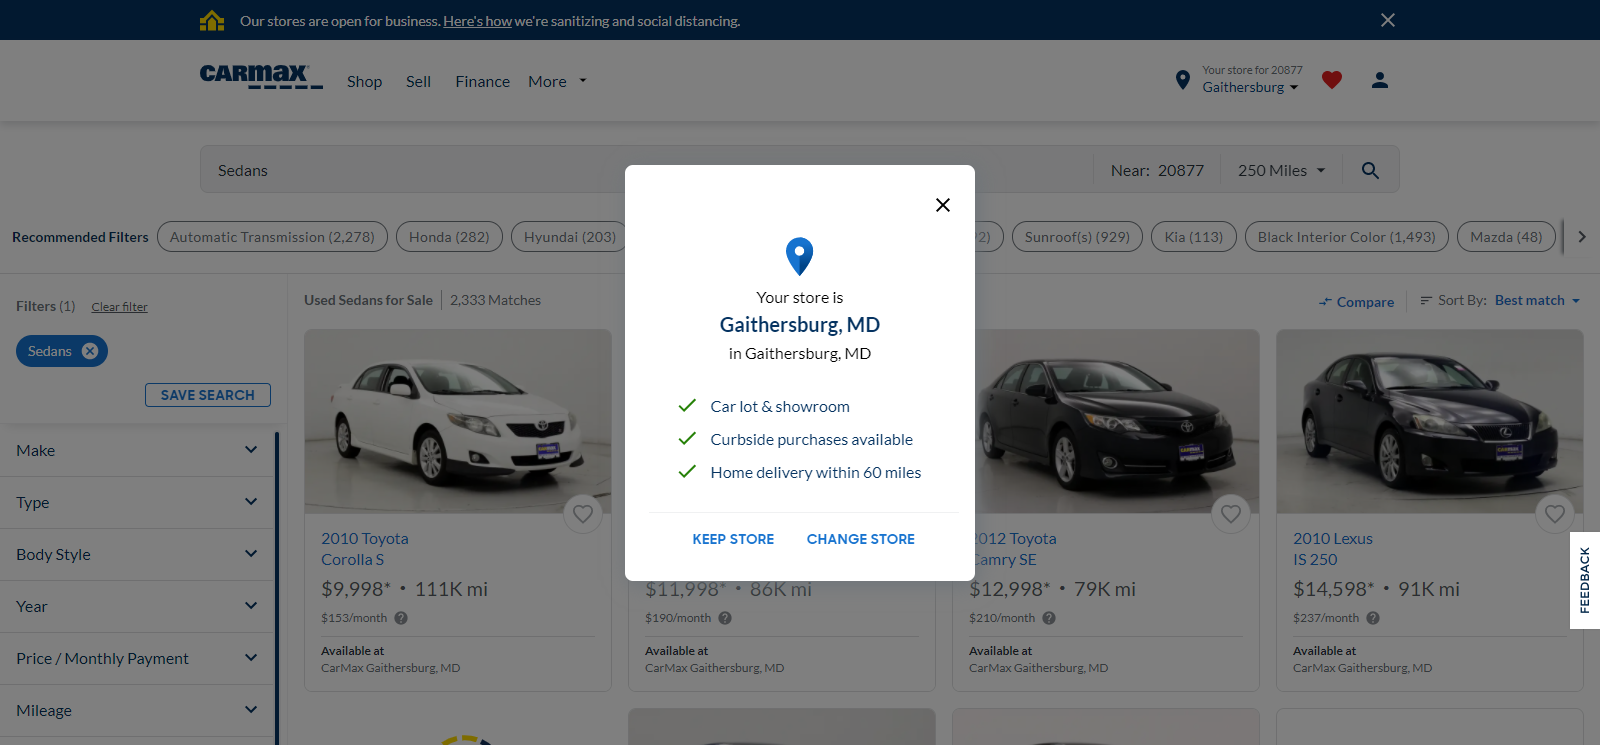 Our stores are open for business. Here's how we're sanitizing and social distancing.
CARMAX
Shop
Sell
Finance
More
Your store for 20877
Gaithersburg
Sedans
Near: 20877
250 Miles
Recommended Filters
Automatic Transmission (2,278)
Honda (282)
Hyundai (203)
Sunroof(s) (929)
Kia (113)
Black Interior Color (1,493)
Mazda (48)
Filters (1)
Clear filter
Sedans
SAVE SEARCH
Make
Type
Body Style
Year
Price / Monthly Payment
Mileage
Used Sedans for Sale
2,333 Matches
Compare
Sort By: Best match
Your store is
Gaithersburg, MD
in Gaithersburg, MD
Car lot & showroom
Curbside purchases available
Home delivery within 60 miles
KEEP STORE
CHANGE STORE
2010 Toyota
Corolla S
$9,998* • 111K mi
$153/month
Available at
CarMax Gaithersburg, MD
$11,998* • 86K mi
$190/month
Available at
CarMax Gaithersburg, MD
2012 Toyota
Camry SE
$12,998* • 79K mi
$210/month
Available at
CarMax Gaithersburg, MD
2010 Lexus
IS 250
$14,598* • 91K mi
$237/month
Available at
CarMax Gaithersburg, MD
FEEDBACK